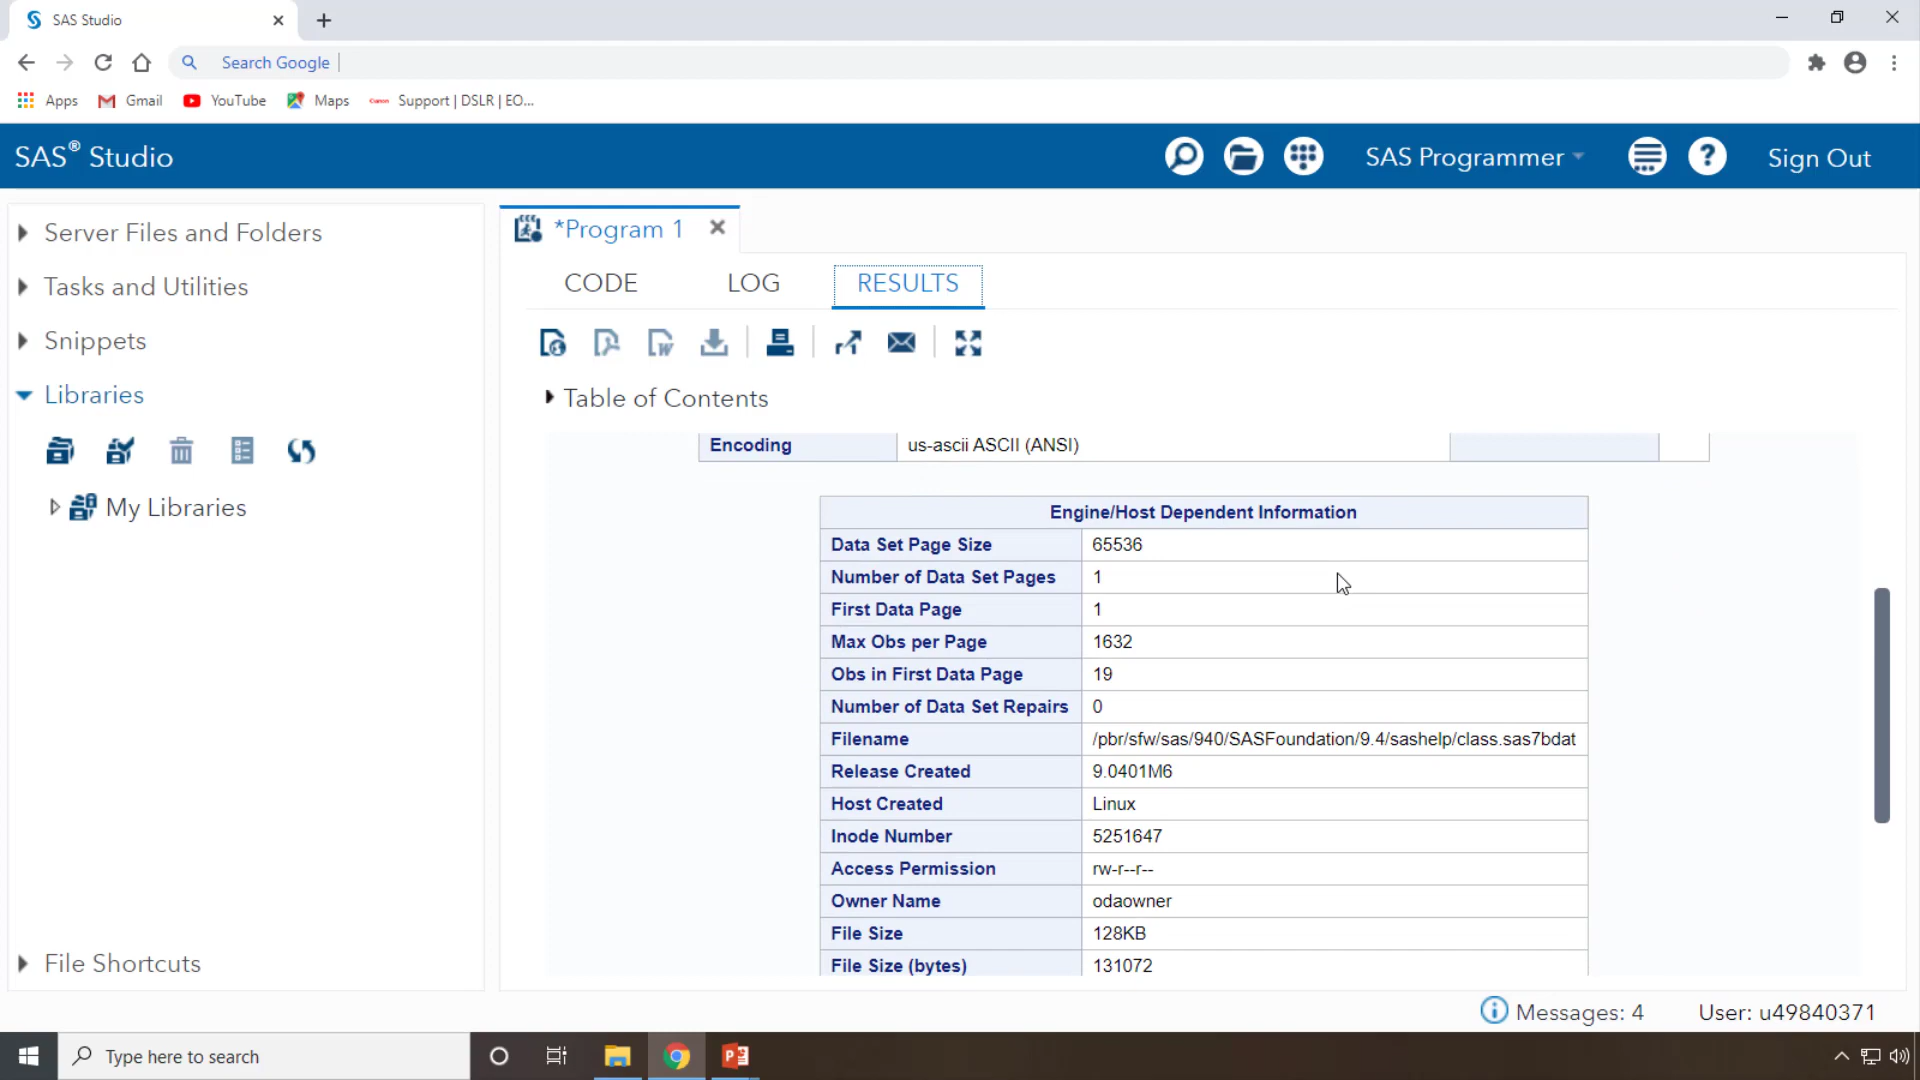 SAS Studio
Search Google
Apps Gmail YouTube Maps Support | DSLR | EO...
SAS® Studio SAS Programmer Sign Out
Server Files and Folders
Tasks and Utilities
Snippets
Libraries
My Libraries
File Shortcuts
*Program 1
CODE LOG RESULTS
Table of Contents
Encoding us-ascii ASCII (ANSI)
Engine/Host Dependent Information
Data Set Page Size 65536
Number of Data Set Pages 1
First Data Page 1
Max Obs per Page 1632
Obs in First Data Page 19
Number of Data Set Repairs 0
Filename /pbr/sfw/sas/940/SASFoundation/9.4/sashelp/class.sas7bdat
Release Created 9.0401M6
Host Created Linux
Inode Number 5251647
Access Permission rw-r--r--
Owner Name odaowner
File Size 128KB
File Size (bytes) 131072
Messages: 4 User: u49840371
Type here to search